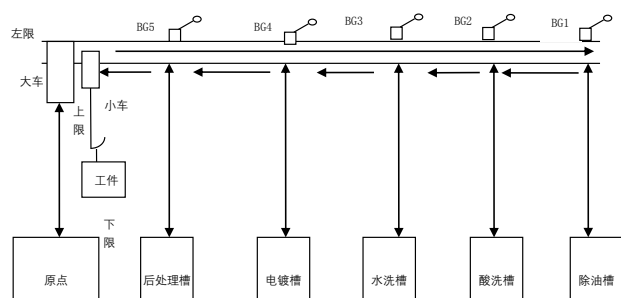 左限
BG5
BG4
BG3
BG2
BG1
大车
小车
上
限
工件
下
限
原点
后处理槽
电镀槽
水洗槽
酸洗槽
除油槽